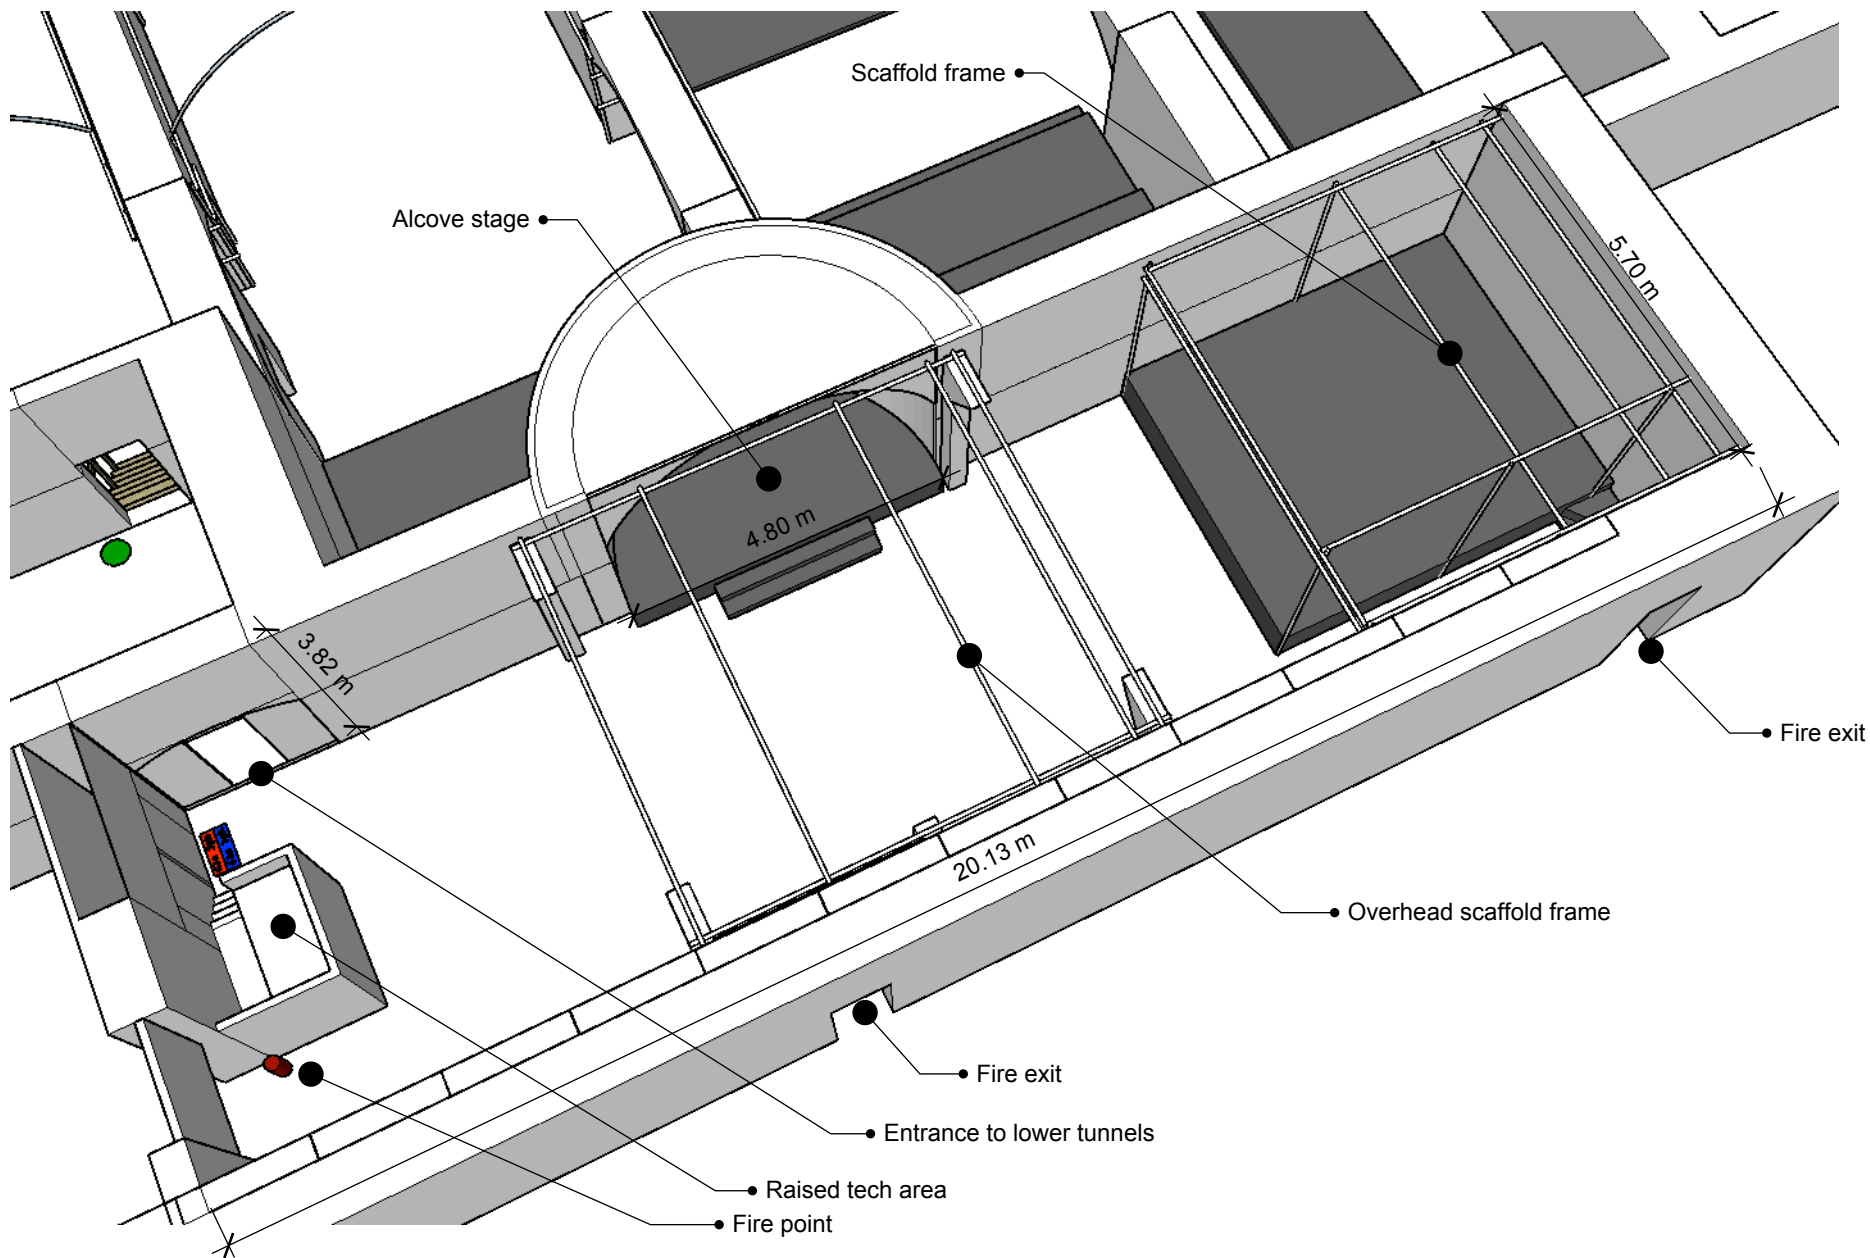 Scaffold frame
Alcove stage
5.70 m
4.80 m
3.82 m
Fire exit
20.13 m
Overhead scaffold frame
Fire exit
Entrance to lower tunnels
Raised tech area
Fire point